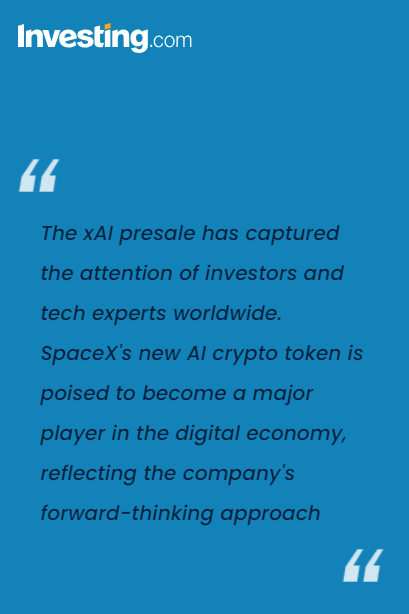 Investing.com
“
The xAI presale has captured
the attention of investors and
tech experts worldwide.
SpaceX's new AI crypto token is
poised to become a major
player in the digital economy,
reflecting the company's
forward-thinking approach
“